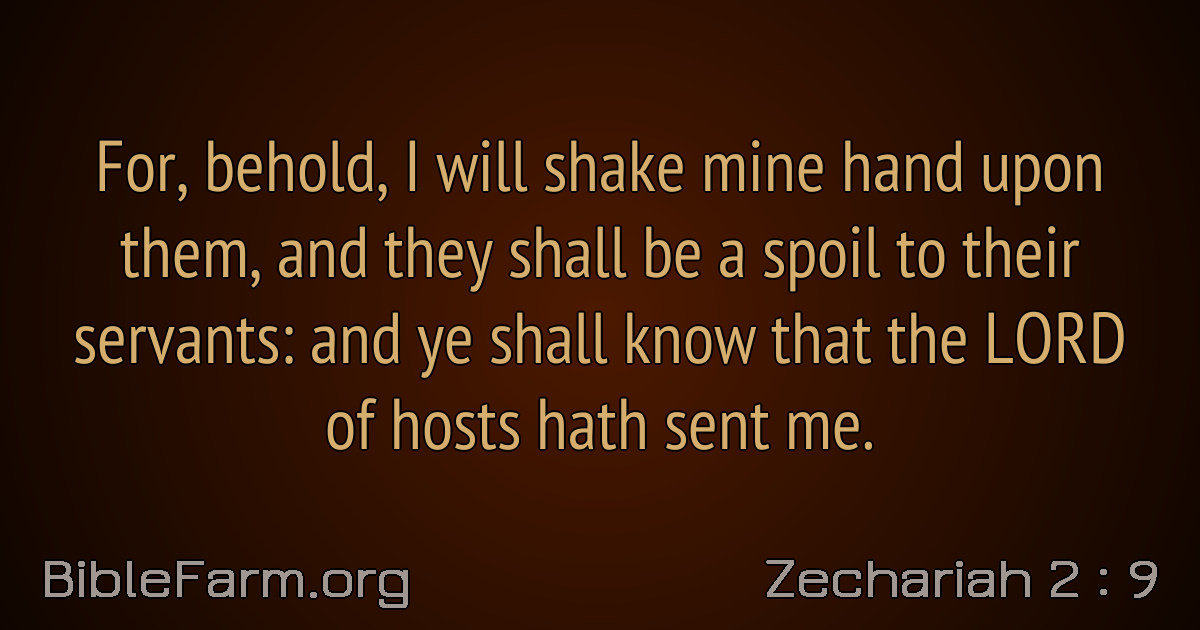 For, behold, I will shake mine hand upon
them, and they shall be a spoil to their
servants: and ye shall know that the LORD
of hosts hath sent me.
BibleFarm.org
Zechariah 2 : 9